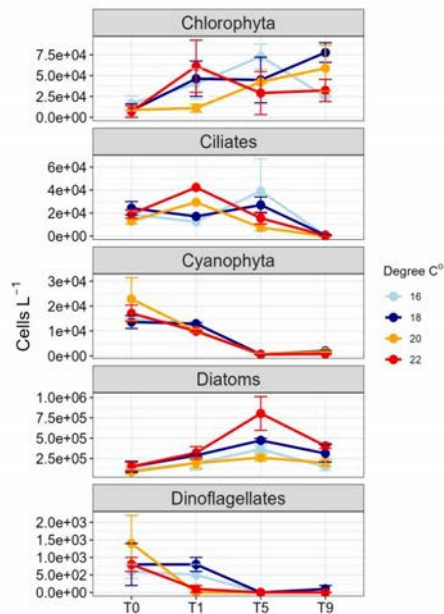 Chlorophyta
7.5e+04
5.0e+04
2.5e+04
0.0e+00
Ciliates
6e+04
4e+04
2e+04
0e+00
Cyanophyta
3e+04
2e+04
1e+04
0e+00
Diatoms
1.0e+06
7.5e+05
5.0e+05
2.5e+05
Dinoflagellates
2.0e+03
1.5e+03
1.0e+03
5.0e+02
0.0e+00
T0 T1 T5 T9
Cells L⁻¹
Degree C⁰
16
18
20
22